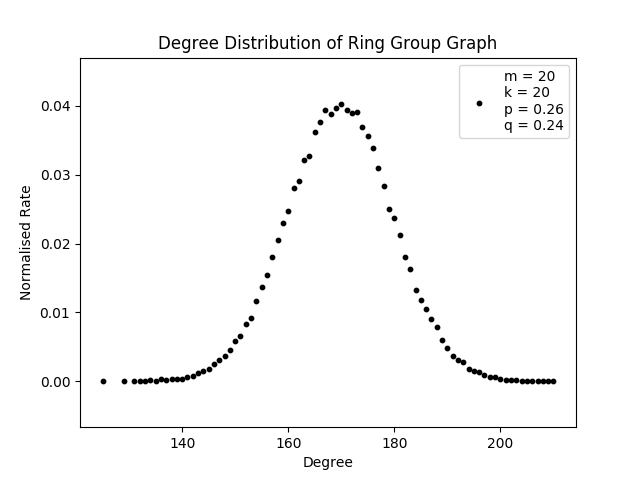 Degree Distribution of Ring Group Graph
m = 20
k = 20
p = 0.26
q = 0.24
0.04
0.03
0.02
0.01
0.00
Normalised Rate
140 160 180 200
Degree